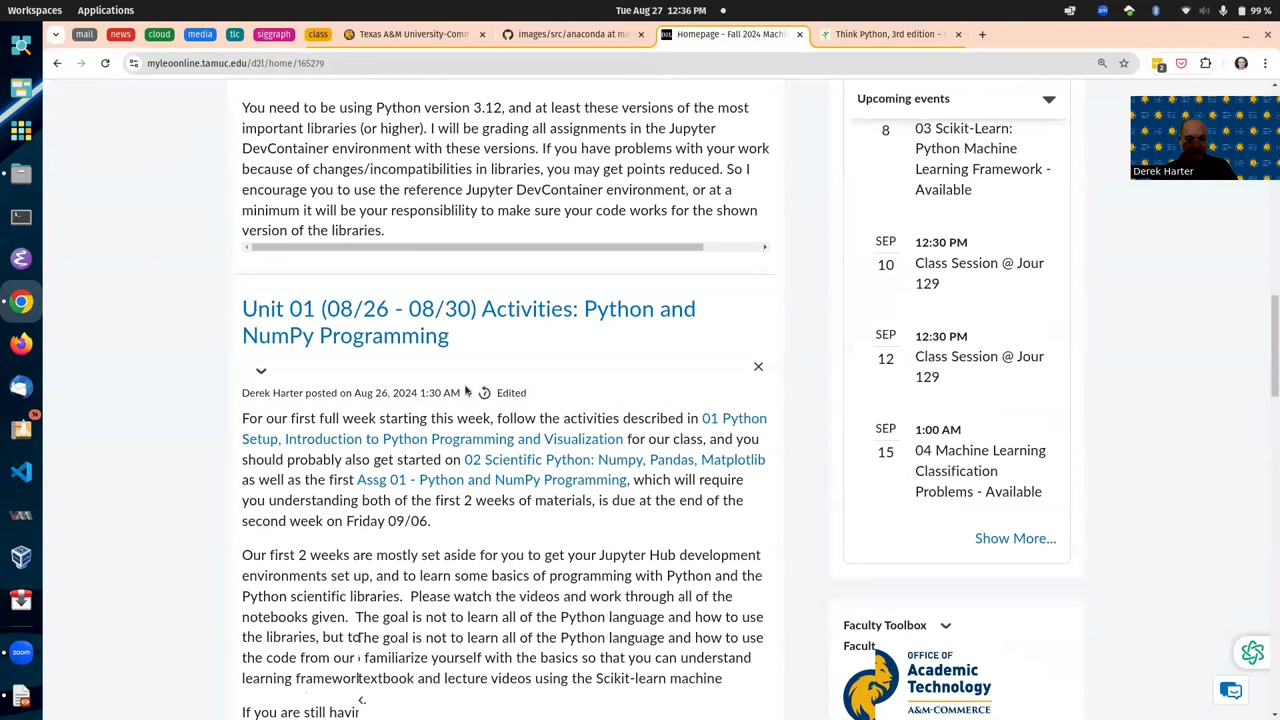 Workspaces Applications Tue Aug 27 12:36 PM 99 %
mail news cloud media tlc siggraph class Texas A&M University-Com images/src/anaconda at ma Homepage - Fall 2024 Machi Think Python, 3rd edition –
myleoonline.tamuc.edu/d2l/home/165279
2
You need to be using Python version 3.12, and at least these versions of the most
important libraries (or higher). I will be grading all assignments in the Jupyter
DevContainer environment with these versions. If you have problems with your work
because of changes/incompatibilities in libraries, you may get points reduced. So I
encourage you to use the reference Jupyter DevContainer environment, or at a
minimum it will be your responsiblility to make sure your code works for the shown
version of the libraries.
Unit 01 (08/26 - 08/30) Activities: Python and
NumPy Programming
Derek Harter posted on Aug 26, 2024 1:30 AM Edited
For our first full week starting this week, follow the activities described in 01 Python
Setup, Introduction to Python Programming and Visualization for our class, and you
should probably also get started on 02 Scientific Python: Numpy, Pandas, Matplotlib
as well as the first Assg 01 - Python and NumPy Programming, which will require
you understanding both of the first 2 weeks of materials, is due at the end of the
second week on Friday 09/06.
Our first 2 weeks are mostly set aside for you to get your Jupyter Hub development
environments set up, and to learn some basics of programming with Python and the
Python scientific libraries. Please watch the videos and work through all of the
notebooks given. The goal is not to learn all of the Python language and how to use
the libraries, but to The goal is not to learn all of the Python language and how to use
the code from our familiarize yourself with the basics so that you can understand
learning framework textbook and lecture videos using the Scikit-learn machine
If you are still havin
Upcoming events
8
03 Scikit-Learn:
Python Machine
Learning Framework -
Available
SEP
10
12:30 PM
Class Session @ Jour
129
SEP
12
12:30 PM
Class Session @ Jour
129
SEP
15
1:00 AM
04 Machine Learning
Classification
Problems - Available
Show More...
Faculty Toolbox
Facult
OFFICE OF
Academic
Technology
A&M-COMMERCE
Derek Harter
14
zoom